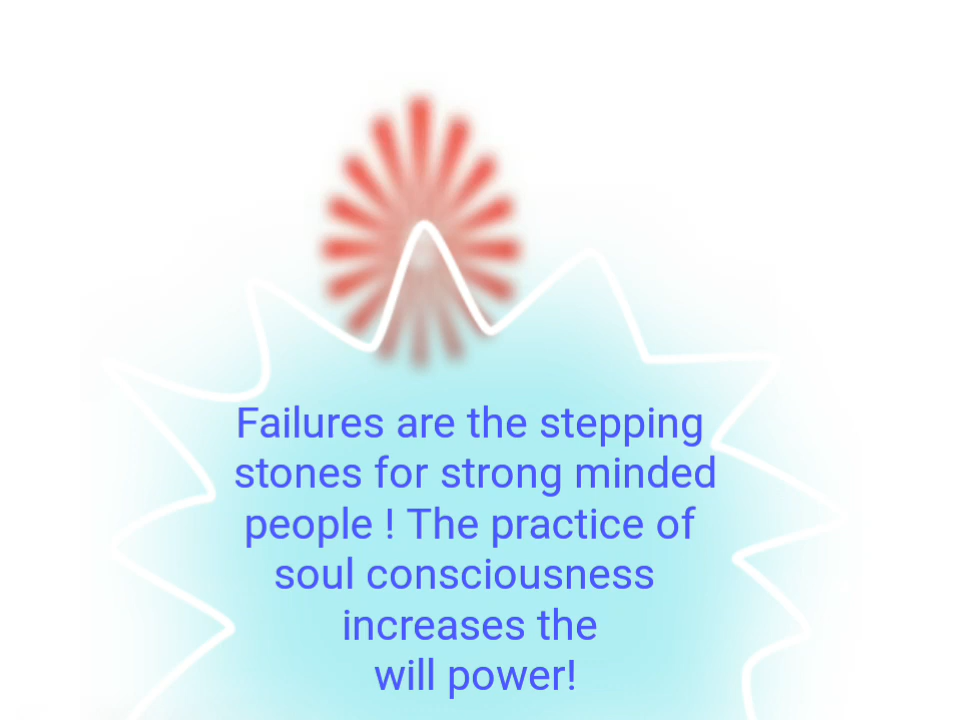 Failures are the stepping
stones for strong minded
people ! The practice of
soul consciousness
increases the
will power!